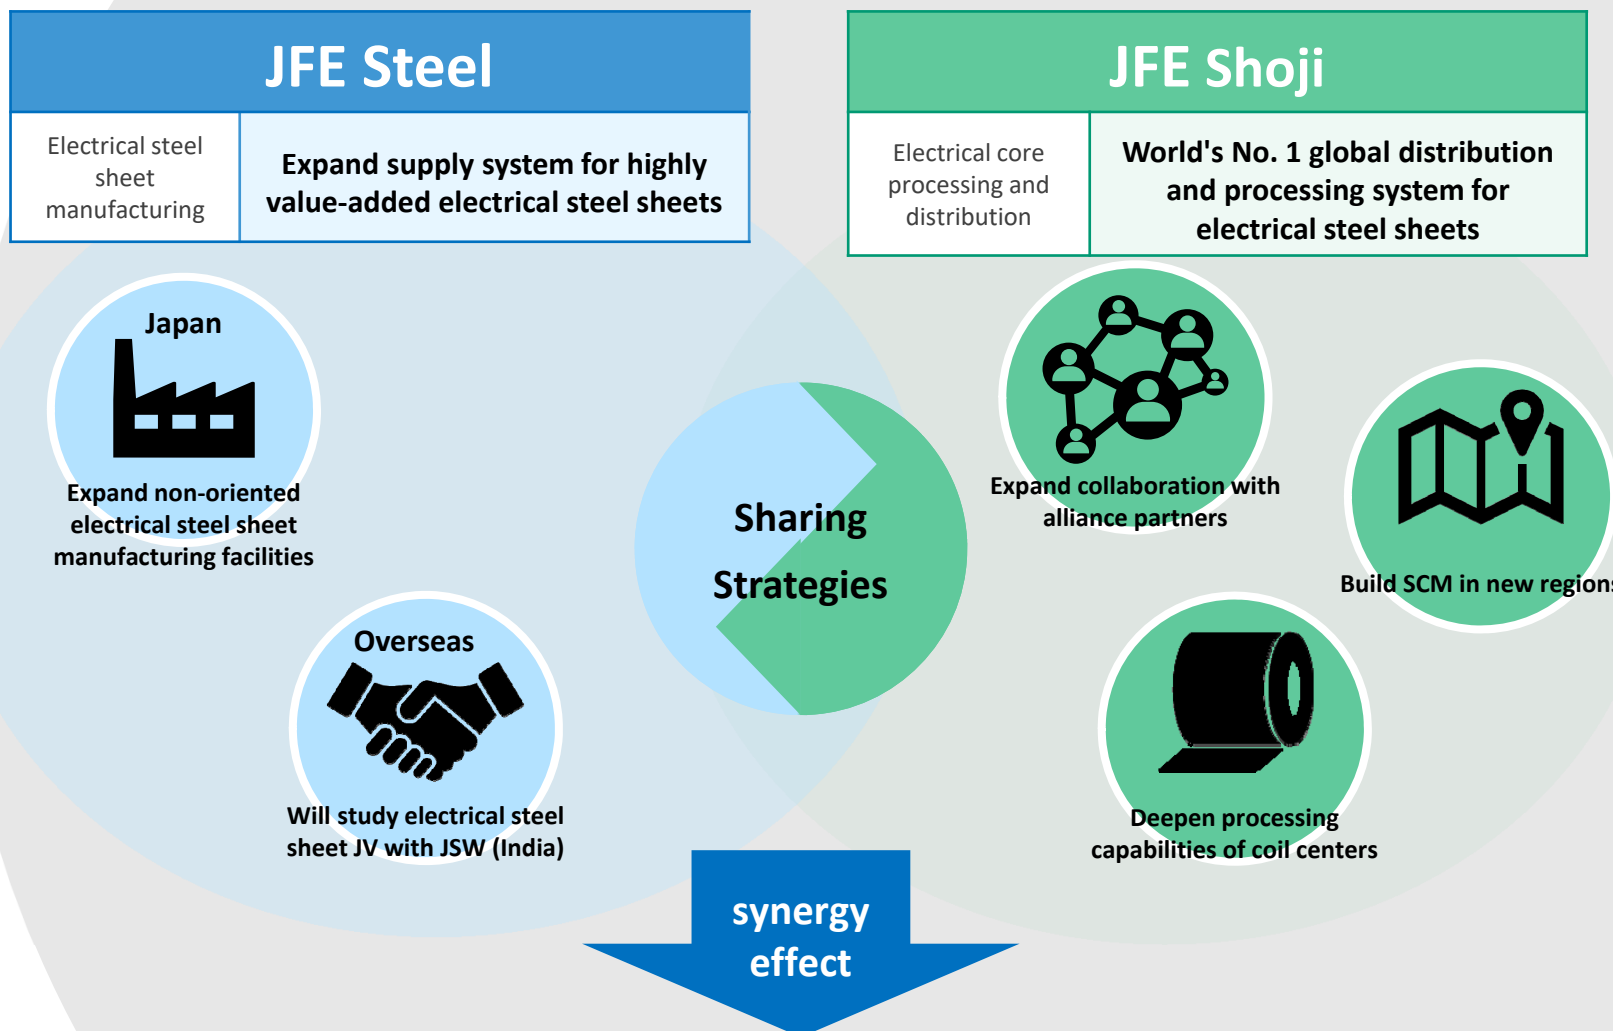 JFE Steel
Electrical steel
sheet
manufacturing
Expand supply system for highly
value-added electrical steel sheets
Japan
Expand non-oriented
electrical steel sheet
manufacturing facilities
Overseas
Will study electrical steel
sheet JV with JSW (India)
Sharing
Strategies
JFE Shoji
Electrical core
processing and
distribution
World's No. 1 global distribution
and processing system for
electrical steel sheets
Expand collaboration with
alliance partners
Build SCM in new regions
Deepen processing
capabilities of coil centers
synergy
effect